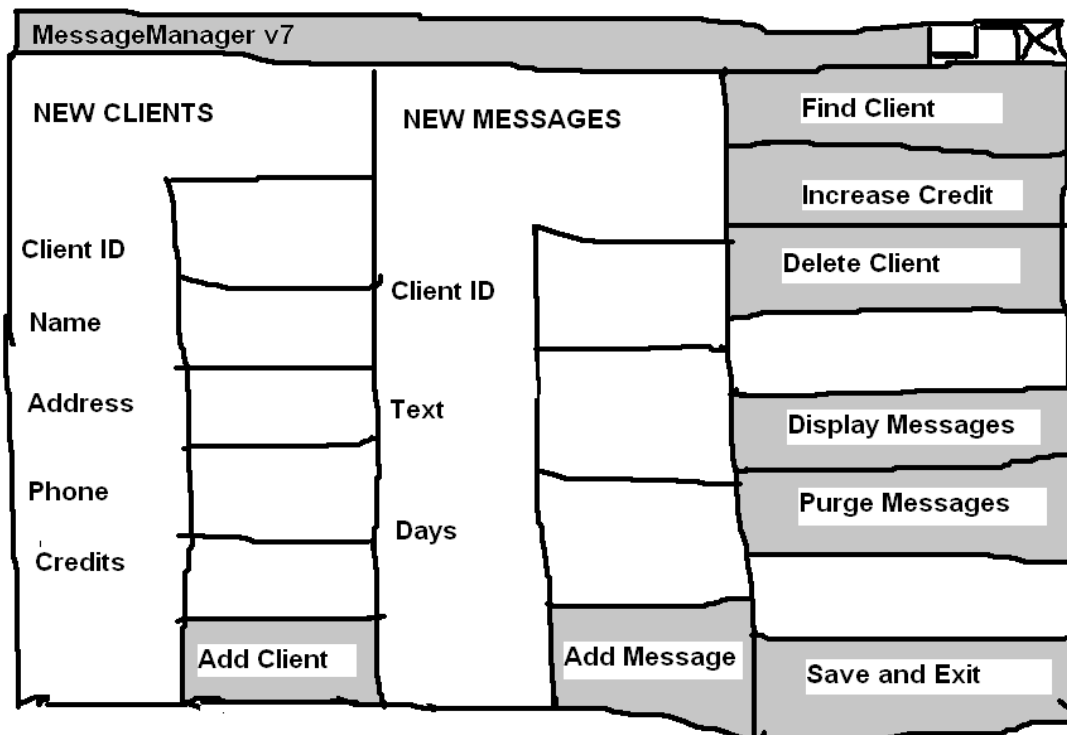 MessageManager v7
NEW CLIENTS
Client ID
Name
Address
Phone
Credits
Add Client
NEW MESSAGES
Client ID
Text
Days
Add Message
Find Client
Increase Credit
Delete Client
Display Messages
Purge Messages
Save and Exit